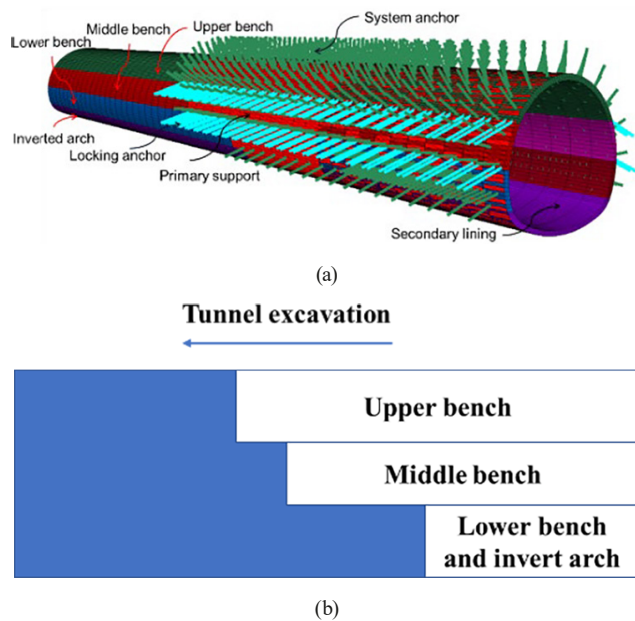 System anchor
Upper bench
Middle bench
Lower bench
Inverted arch
Locking anchor
Primary support
Secondary lining
(a)
Tunnel excavation
Upper bench
Middle bench
Lower bench
and invert arch
(b)